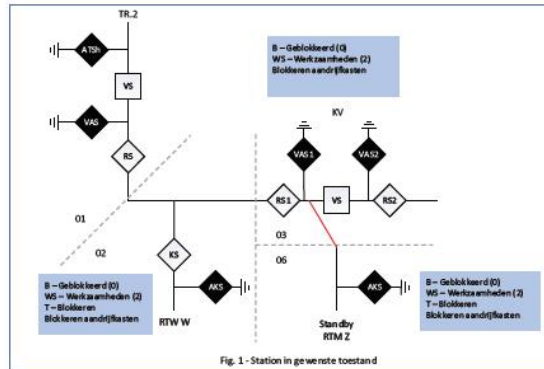 TR.2
ATSh
VS
VAS
RS
B – Geblokkeerd (0)
WS – Werkzaamheden (2)
Blokkeren aandrijfkasten
KV
VAS1
VAS2
RS1
VS
RS2
01
02
03
06
KS
AKS
RTW W
B – Geblokkeerd (0)
WS – Werkzaamheden (2)
T – Blokkeren
Blokkeren aandrijfkasten
AKS
Standby
RTM Z
B – Geblokkeerd (0)
WS – Werkzaamheden (2)
T – Blokkeren
Blokkeren aandrijfkasten
Fig. 1 - Station in gewenste toestand